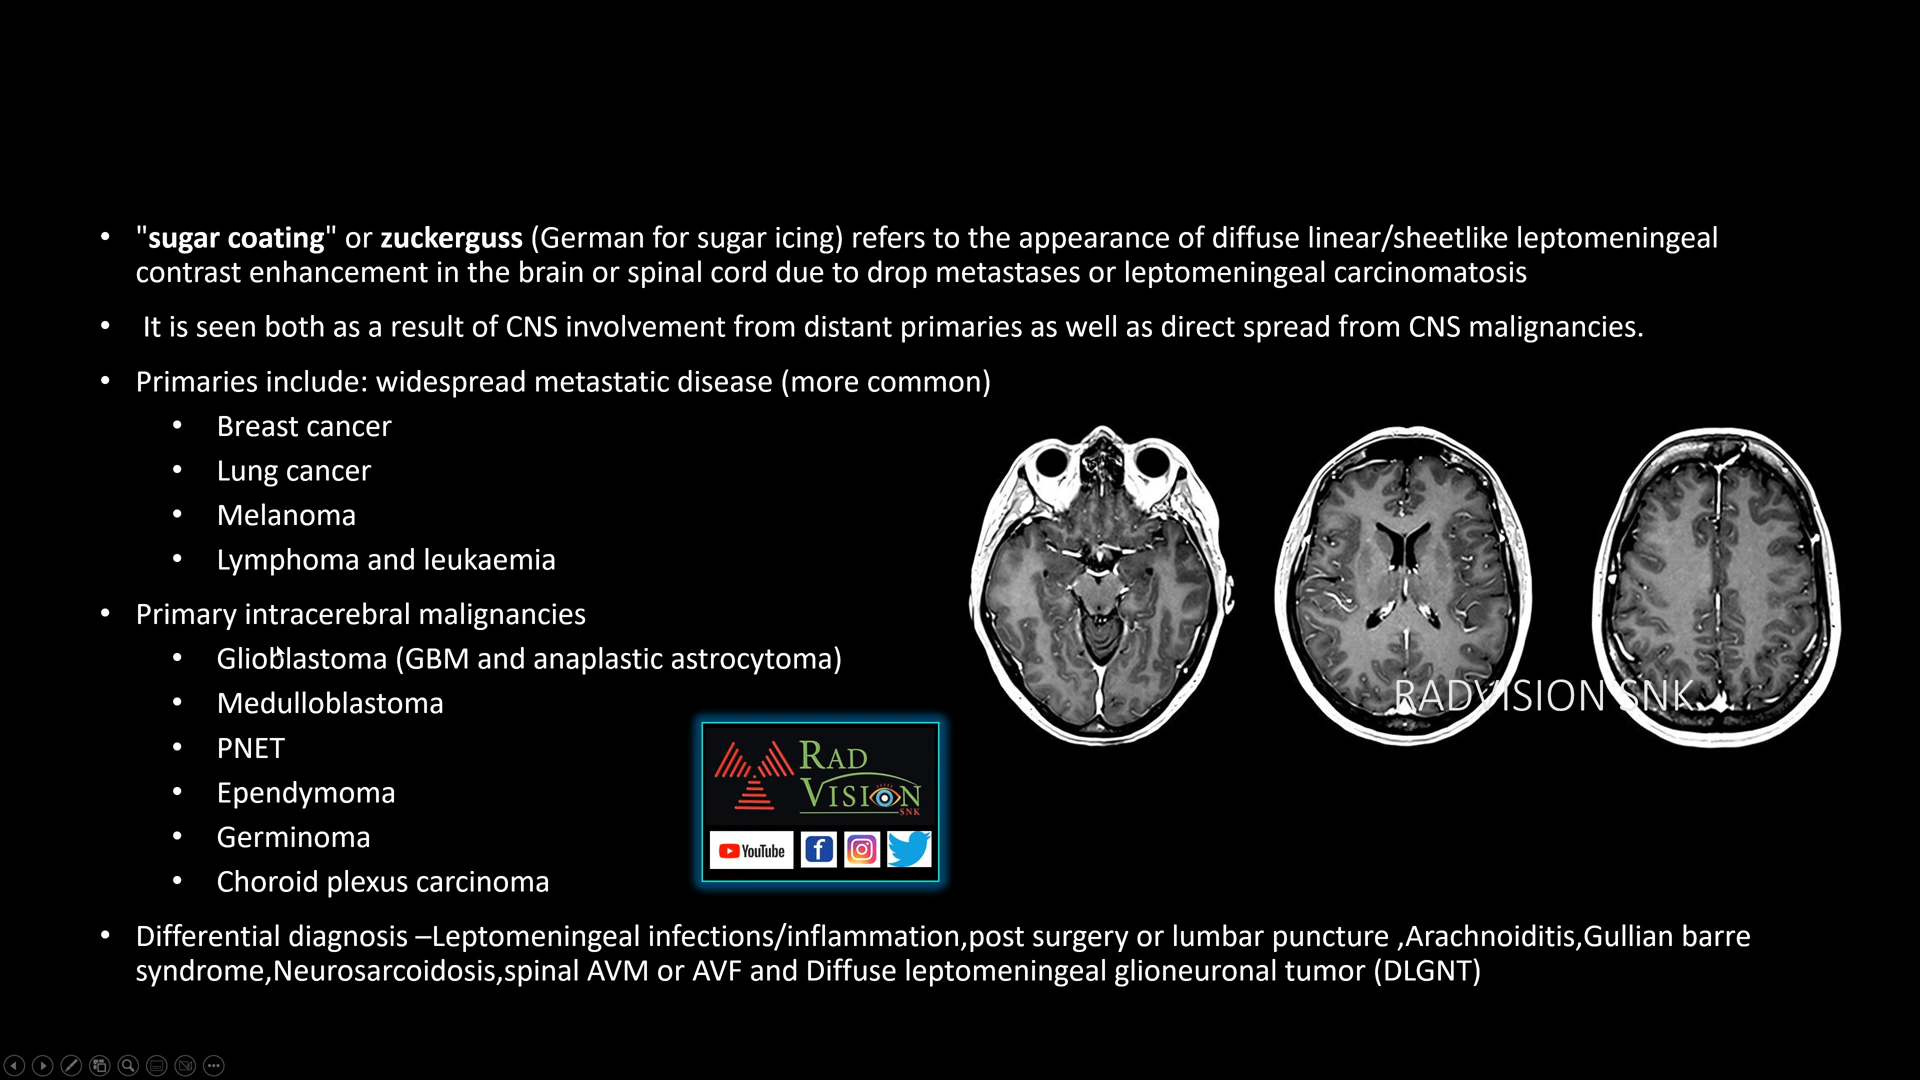 • "sugar coating" or zuckerguss (German for sugar icing) refers to the appearance of diffuse linear/sheetlike leptomeningeal
contrast enhancement in the brain or spinal cord due to drop metastases or leptomeningeal carcinomatosis
• It is seen both as a result of CNS involvement from distant primaries as well as direct spread from CNS malignancies.
• Primaries include: widespread metastatic disease (more common)
• Breast cancer
• Lung cancer
• Melanoma
• Lymphoma and leukaemia
• Primary intracerebral malignancies
• Glioblastoma (GBM and anaplastic astrocytoma)
• Medulloblastoma
• PNET
• Ependymoma
• Germinoma
• Choroid plexus carcinoma
RADVISION SNK
RAD
VISION
SNK
YouTube
• Differential diagnosis –Leptomeningeal infections/inflammation,post surgery or lumbar puncture ,Arachnoiditis,Gullian barre
syndrome,Neurosarcoidosis,spinal AVM or AVF and Diffuse leptomeningeal glioneuronal tumor (DLGNT)